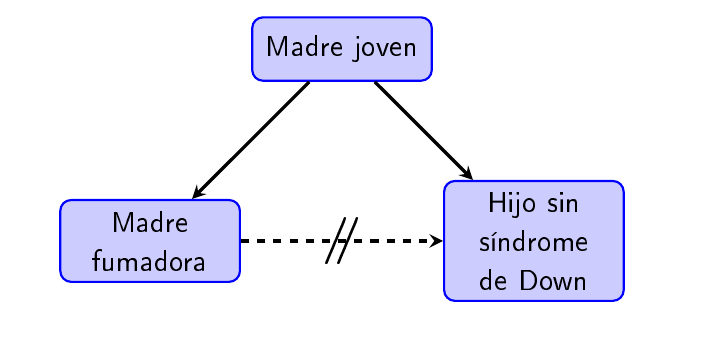 Madre joven
Madre
fumadora
Hijo sin
síndrome
de Down